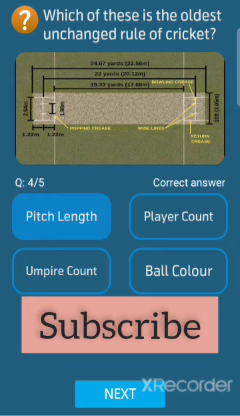 Which of these is the oldest
unchanged rule of cricket?
24.67 yards (22.56m)
22 yards (20.12m)
BOWLING CREASE
19.33 yards (17.68m)
POPPING CREASE
WIDE LINES
RETURN
CREASE
1.22m
1.22m
Q: 4/5
Correct answer
Pitch Length
Player Count
Umpire Count
Ball Colour
Subscribe
XRecorder
NEXT